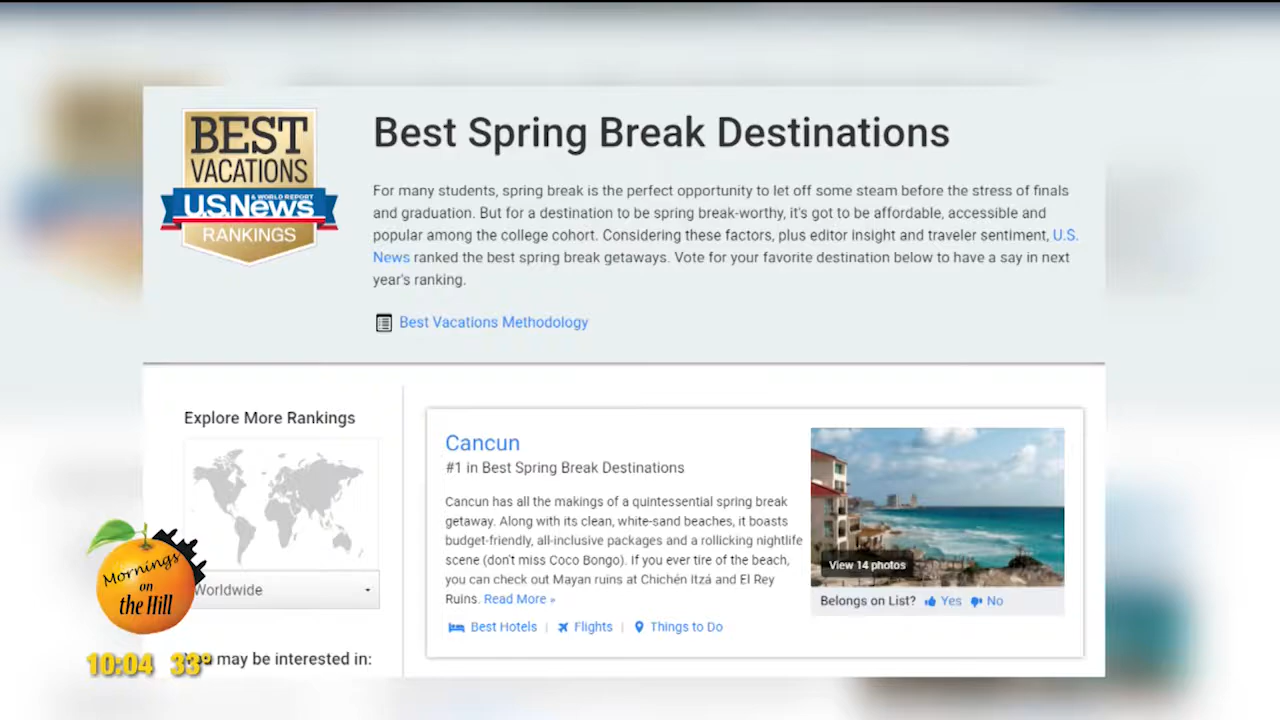 BEST
VACATIONS
U.S.News
& WORLD REPORT
RANKINGS
Best Spring Break Destinations
For many students, spring break is the perfect opportunity to let off some steam before the stress of finals
and graduation. But for a destination to be spring break-worthy, it's got to be affordable, accessible and
popular among the college cohort. Considering these factors, plus editor insight and traveler sentiment, U.S.
News ranked the best spring break getaways. Vote for your favorite destination below to have a say in next
year's ranking.
Best Vacations Methodology
Explore More Rankings
Worldwide
may be interested in:
Cancun
#1 in Best Spring Break Destinations
Cancun has all the makings of a quintessential spring break
getaway. Along with its clean, white-sand beaches, it boasts
budget-friendly, all-inclusive packages and a rollicking nightlife
scene (don't miss Coco Bongo). If you ever tire of the beach,
you can check out Mayan ruins at Chichén Itzá and El Rey
Ruins. Read More »
Best Hotels | Flights | Things to Do
View 14 photos
Belongs on List? Yes No
Mornings
on
the Hill
10:04 33°